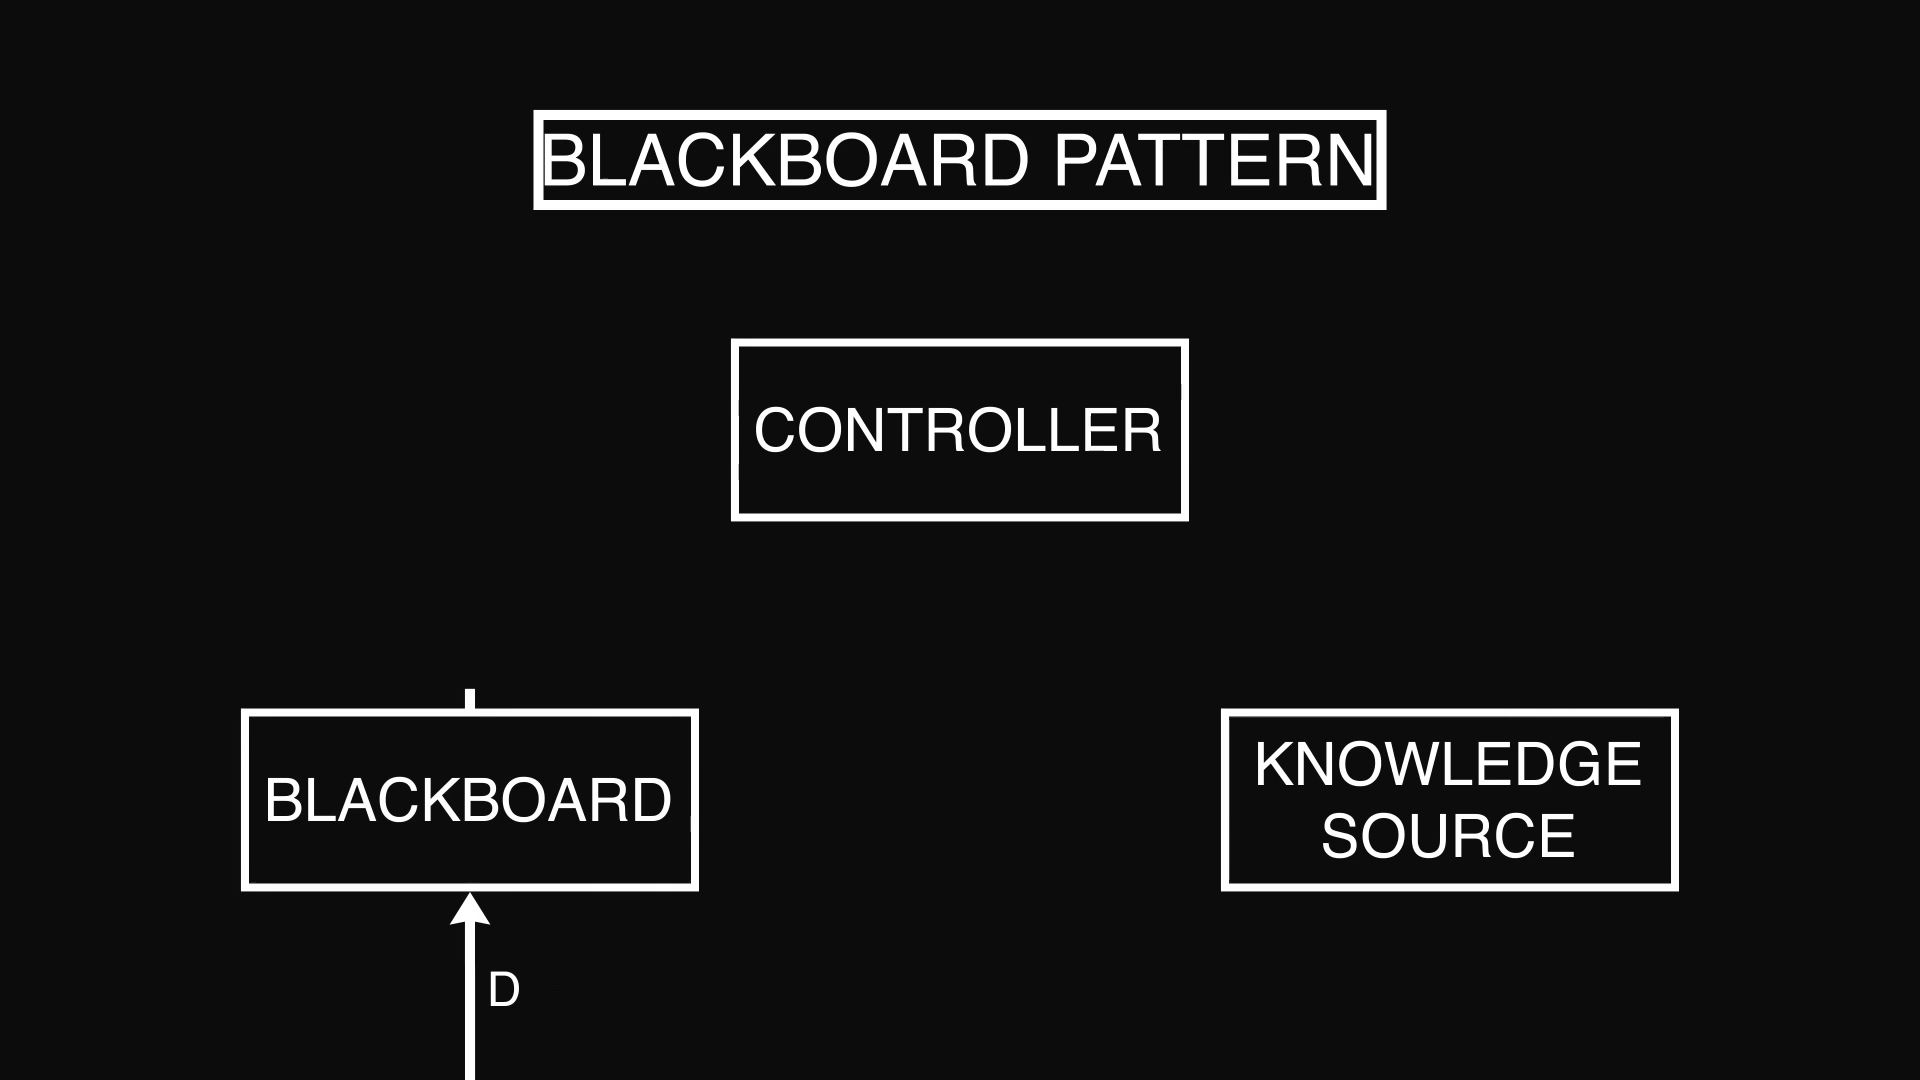 BLACKBOARD PATTERN
CONTROLLER
BLACKBOARD
KNOWLEDGE
SOURCE
D